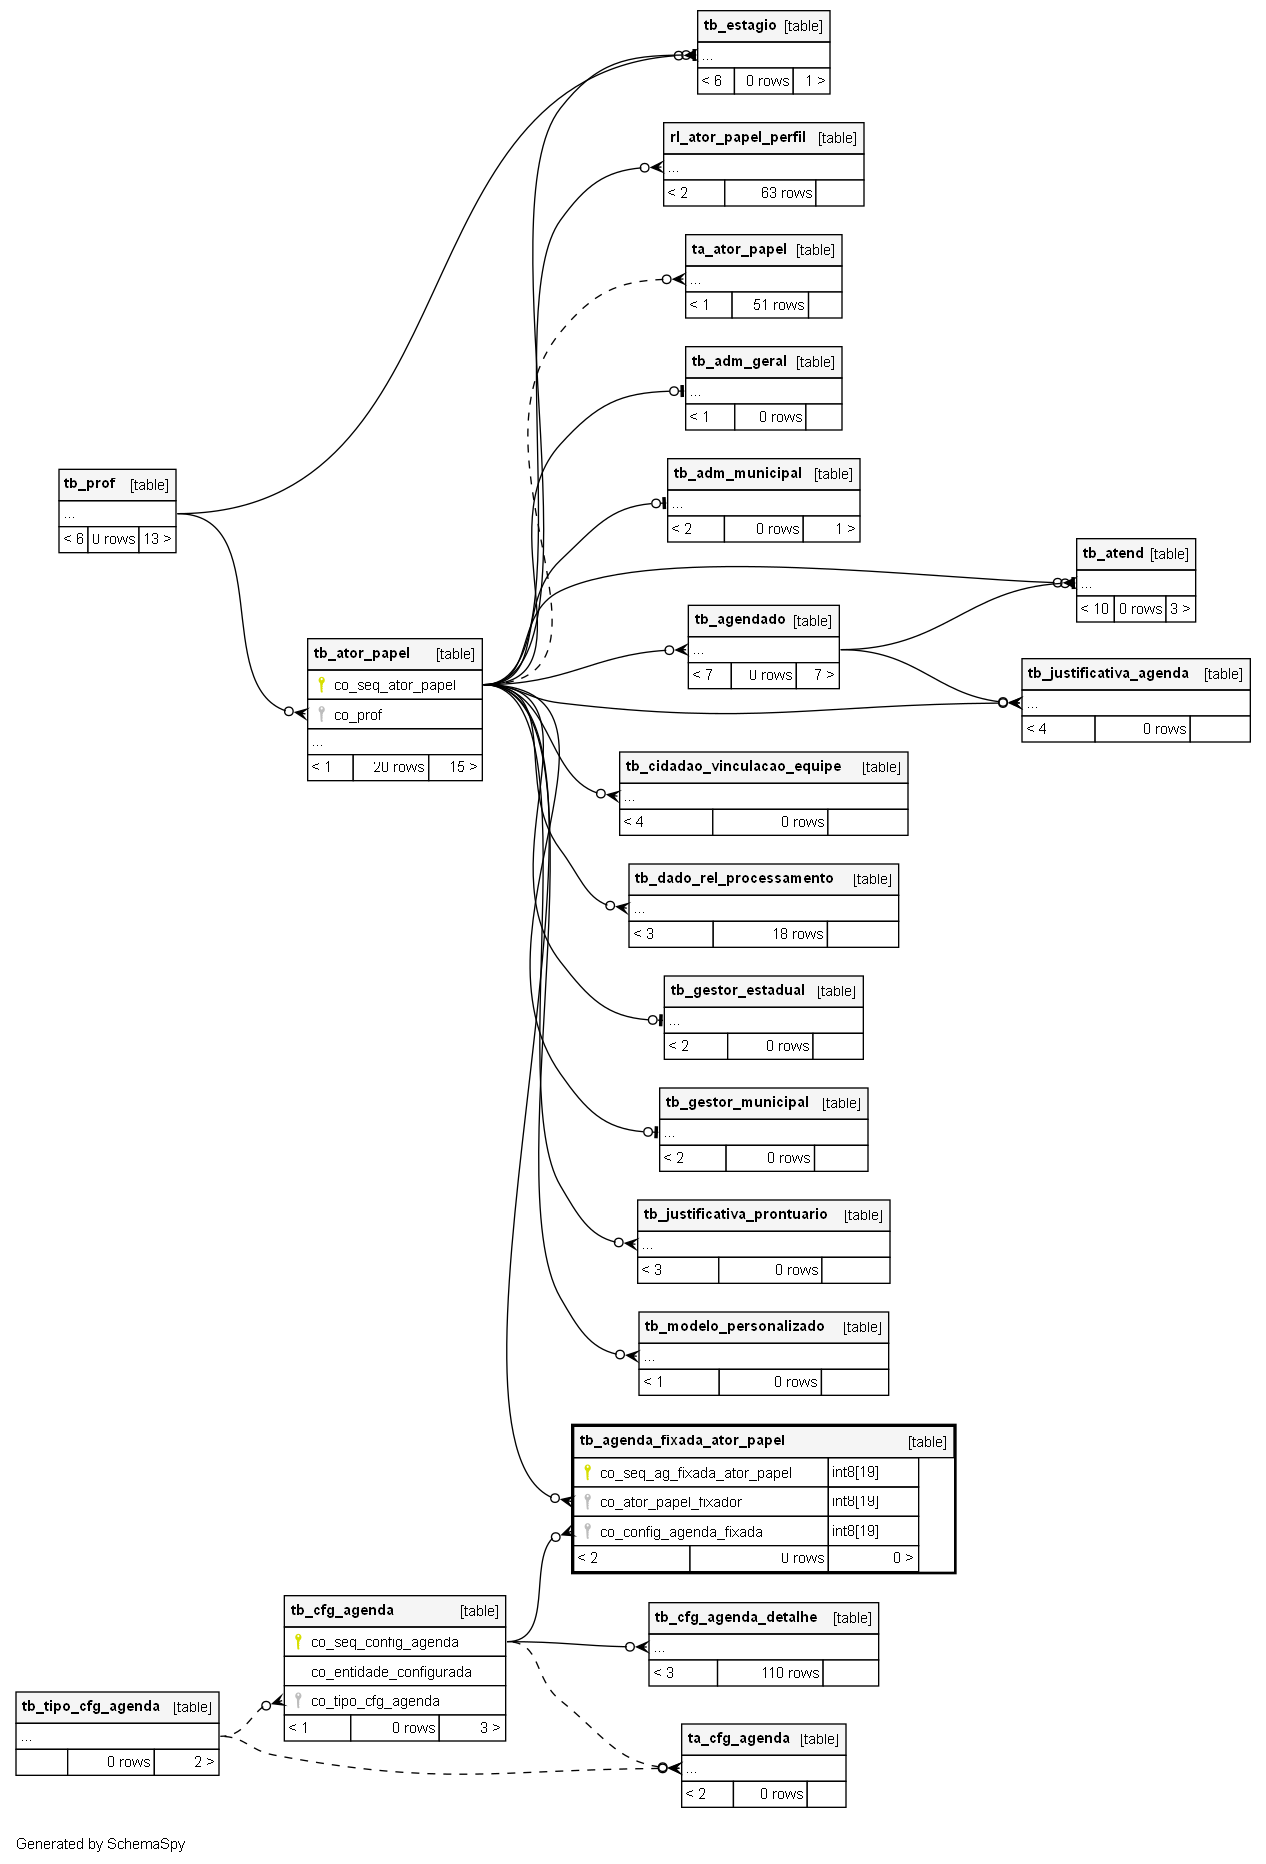 tb_estagio [table]
...
< 6 0 rows 1 >
rl_ator_papel_perfil [table]
...
< 2 63 rows
ta_ator_papel [table]
...
< 1 51 rows
tb_adm_geral [table]
...
< 1 0 rows
tb_prof [table]
...
< 6 0 rows 13 >
tb_adm_municipal [table]
...
< 2 0 rows 1 >
tb_atend [table]
...
< 10 0 rows 3 >
tb_agendado [table]
...
< 7 0 rows 7 >
tb_ator_papel [table]
co_seq_ator_papel
co_prof
...
< 1 20 rows 15 >
tb_justificativa_agenda [table]
...
< 4 0 rows
tb_cidadao_vinculacao_equipe [table]
...
< 4 0 rows
tb_dado_rel_processamento [table]
...
< 3 18 rows
tb_gestor_estadual [table]
...
< 2 0 rows
tb_gestor_municipal [table]
...
< 2 0 rows
tb_justificativa_prontuario [table]
...
< 3 0 rows
tb_modelo_personalizado [table]
...
< 1 0 rows
tb_agenda_fixada_ator_papel [table]
co_seq_ag_fixada_ator_papel int8[19]
co_ator_papel_fixador int8[19]
co_config_agenda_fixada int8[19]
< 2 0 rows 0 >
tb_cfg_agenda [table]
co_seq_config_agenda
co_entidade_configurada
co_tipo_cfg_agenda
< 1 0 rows 3 >
tb_cfg_agenda_detalhe [table]
...
< 3 110 rows
tb_tipo_cfg_agenda [table]
...
0 rows 2 >
ta_cfg_agenda [table]
...
< 2 0 rows
Generated by SchemaSpy